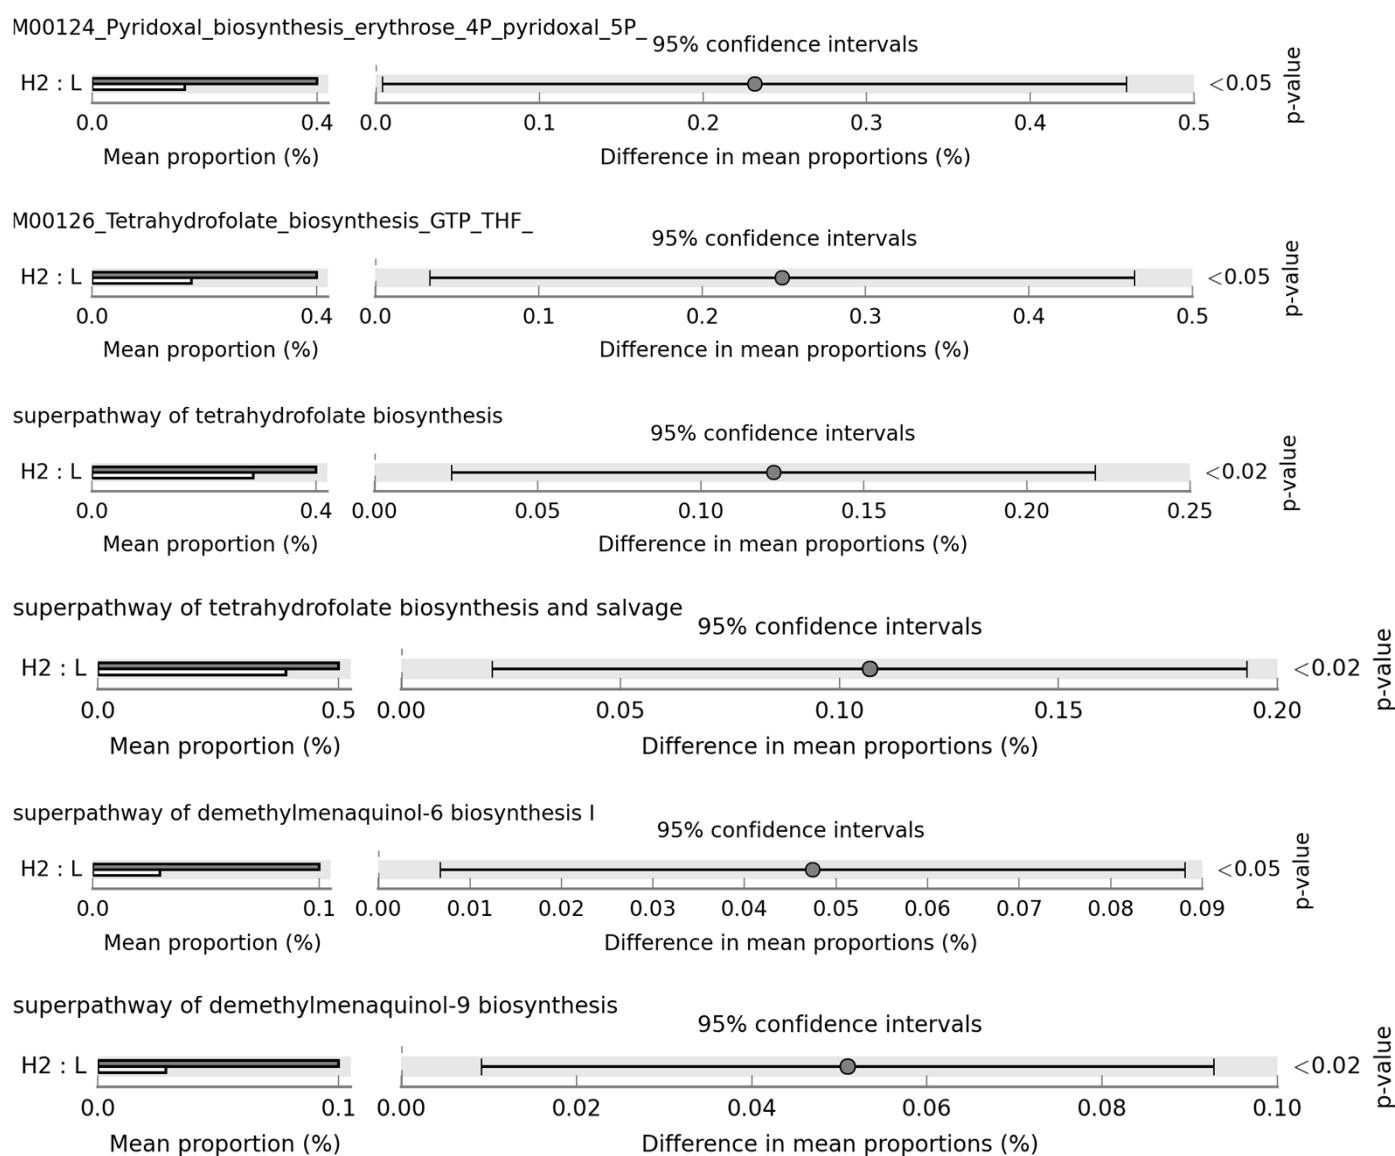 M00124_Pyridoxal_biosynthesis_erythrose_4P_pyridoxal_5P_
95% confidence intervals
H2 : L
<0.05
p-value
0.0 0.4 0.0 0.1 0.2 0.3 0.4 0.5
Mean proportion (%) Difference in mean proportions (%)
M00126_Tetrahydrofolate_biosynthesis_GTP_THF_
95% confidence intervals
H2 : L
<0.05
p-value
0.0 0.4 0.0 0.1 0.2 0.3 0.4 0.5
Mean proportion (%) Difference in mean proportions (%)
superpathway of tetrahydrofolate biosynthesis
95% confidence intervals
H2 : L
<0.02
p-value
0.0 0.4 0.00 0.05 0.10 0.15 0.20 0.25
Mean proportion (%) Difference in mean proportions (%)
superpathway of tetrahydrofolate biosynthesis and salvage
95% confidence intervals
H2 : L
<0.02
p-value
0.0 0.5 0.00 0.05 0.10 0.15 0.20
Mean proportion (%) Difference in mean proportions (%)
superpathway of demethylmenaquinol-6 biosynthesis I
95% confidence intervals
H2 : L
<0.05
p-value
0.0 0.1 0.00 0.01 0.02 0.03 0.04 0.05 0.06 0.07 0.08 0.09
Mean proportion (%) Difference in mean proportions (%)
superpathway of demethylmenaquinol-9 biosynthesis
95% confidence intervals
H2 : L
<0.02
p-value
0.0 0.1 0.00 0.02 0.04 0.06 0.08 0.10
Mean proportion (%) Difference in mean proportions (%)